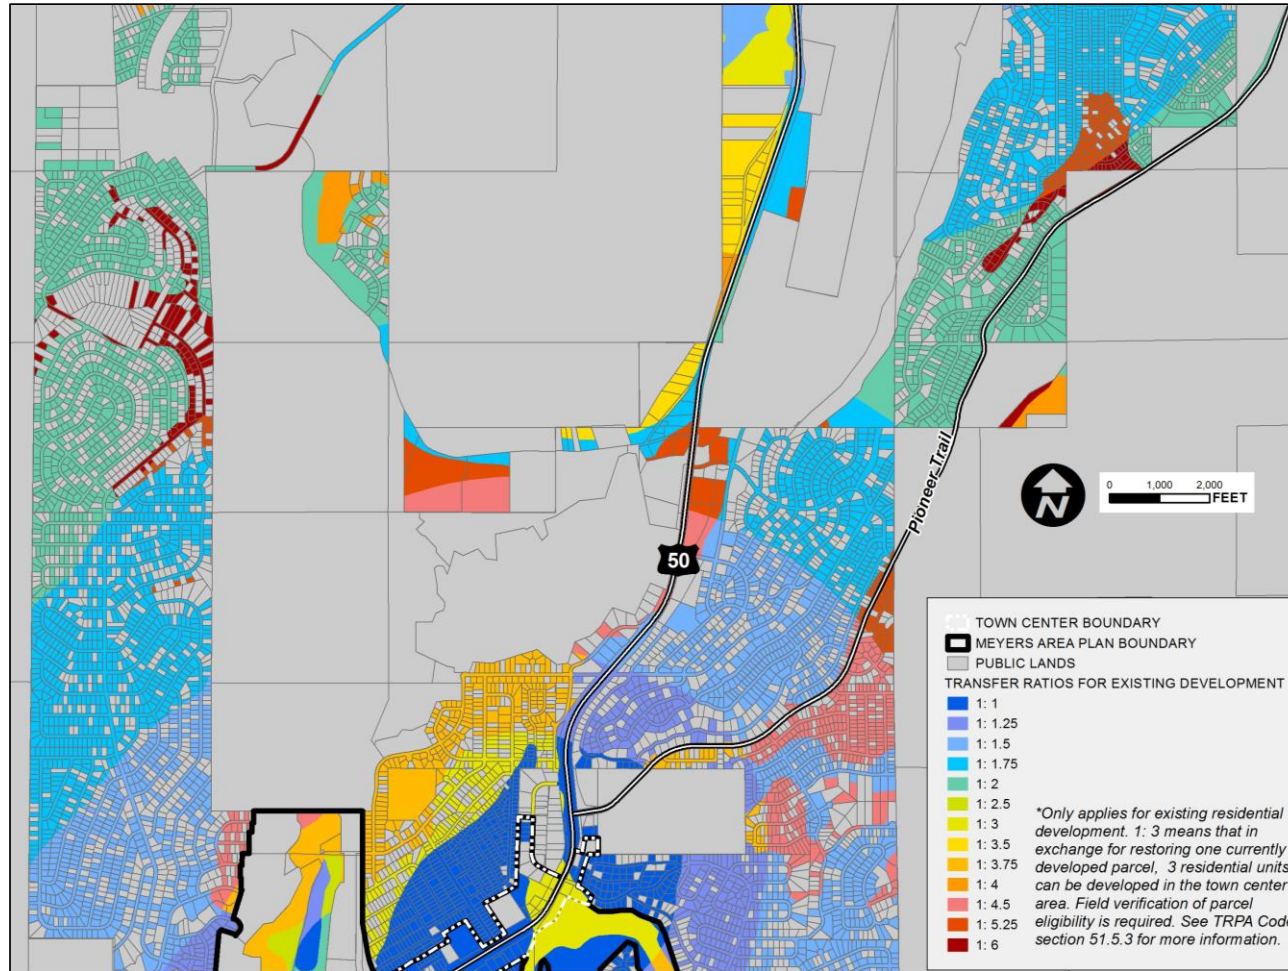 Pioneer Trail
N
0 1,000 2,000
FEET
50
TOWN CENTER BOUNDARY
MEYERS AREA PLAN BOUNDARY
PUBLIC LANDS
TRANSFER RATIOS FOR EXISTING DEVELOPMENT
1: 1
1: 1.25
1: 1.5
1: 1.75
1: 2
1: 2.5
1: 3
1: 3.5
1: 3.75
1: 4
1: 4.5
1: 5.25
1: 6
*Only applies for existing residential
development. 1: 3 means that in
exchange for restoring one currently
developed parcel, 3 residential units
can be developed in the town center
area. Field verification of parcel
eligibility is required. See TRPA Code
section 51.5.3 for more information.